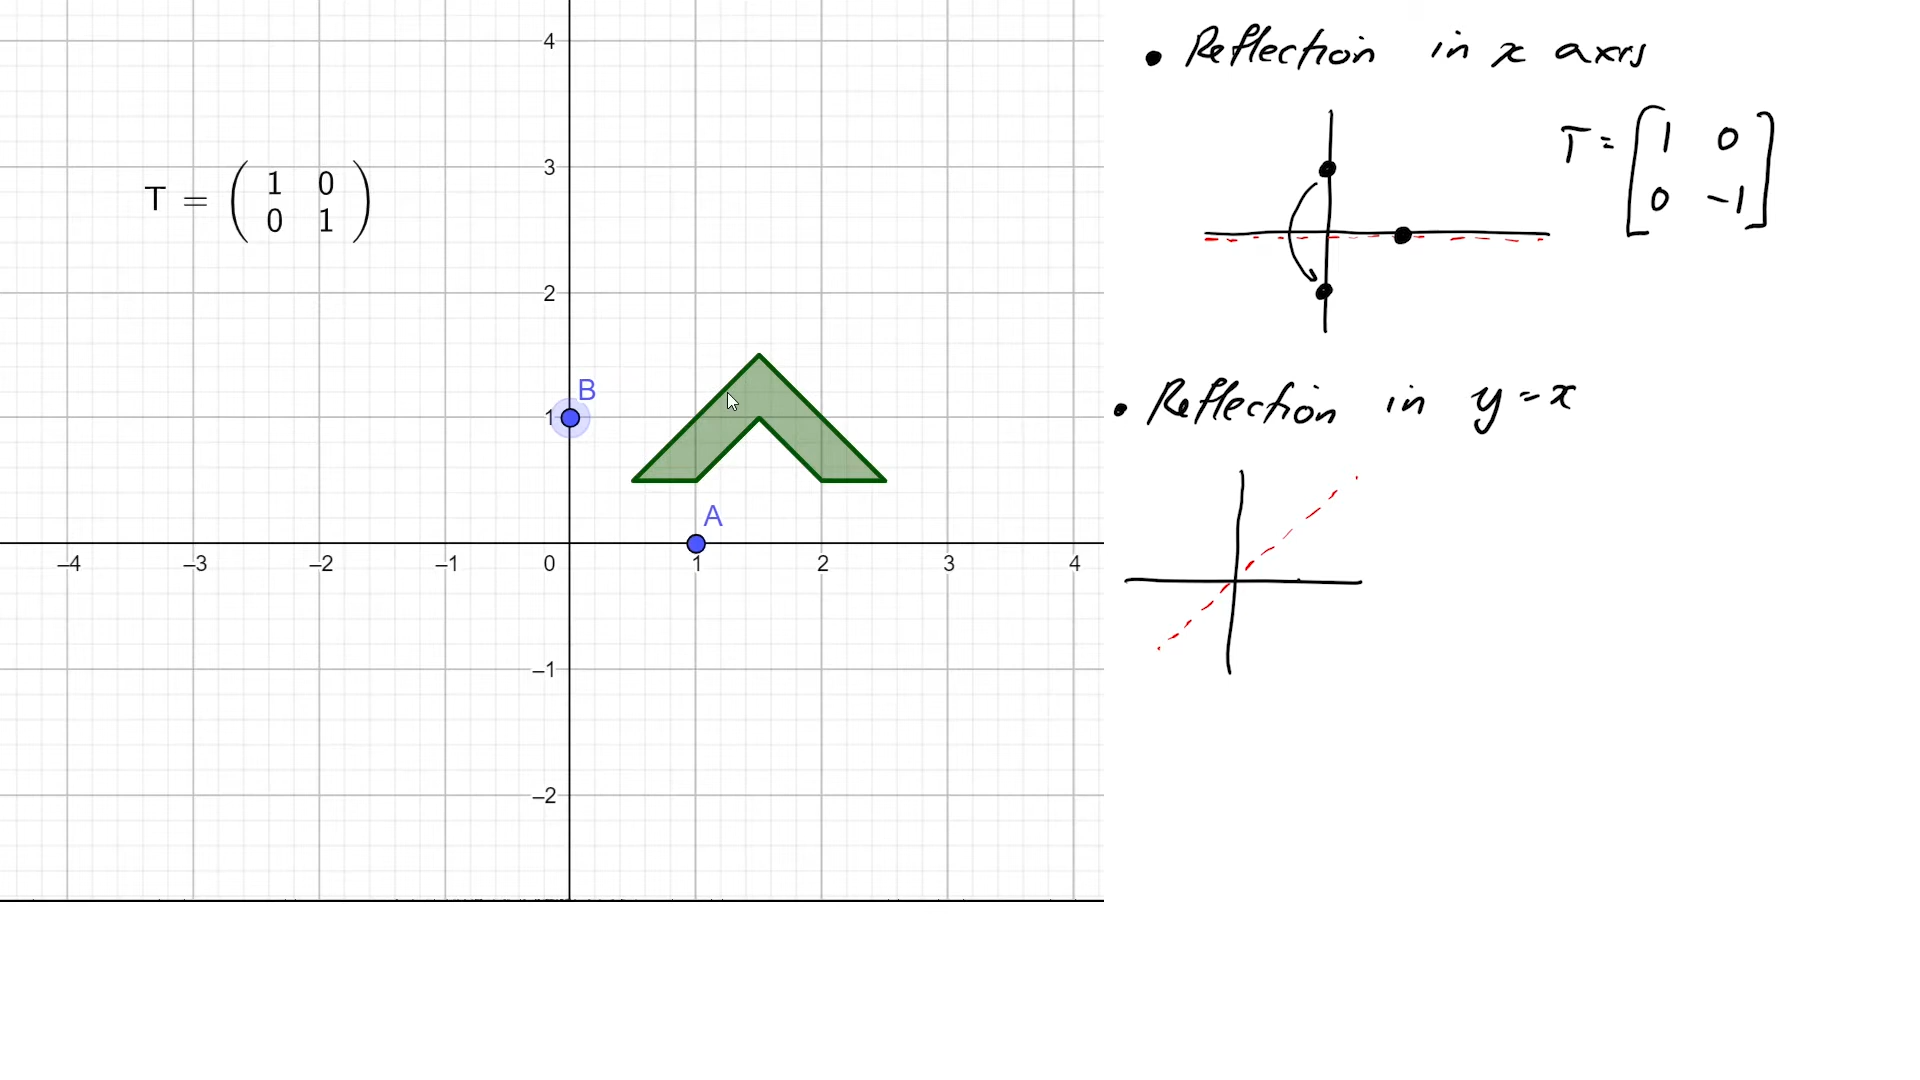 4
3
T = ( 1 0
0 1 )
2
B
1
A
–4 –3 –2 –1 0 1 2 3 4
–1
–2
• Reflection in x axis
T = [ 1 0
0 -1 ]
• Reflection in y = x